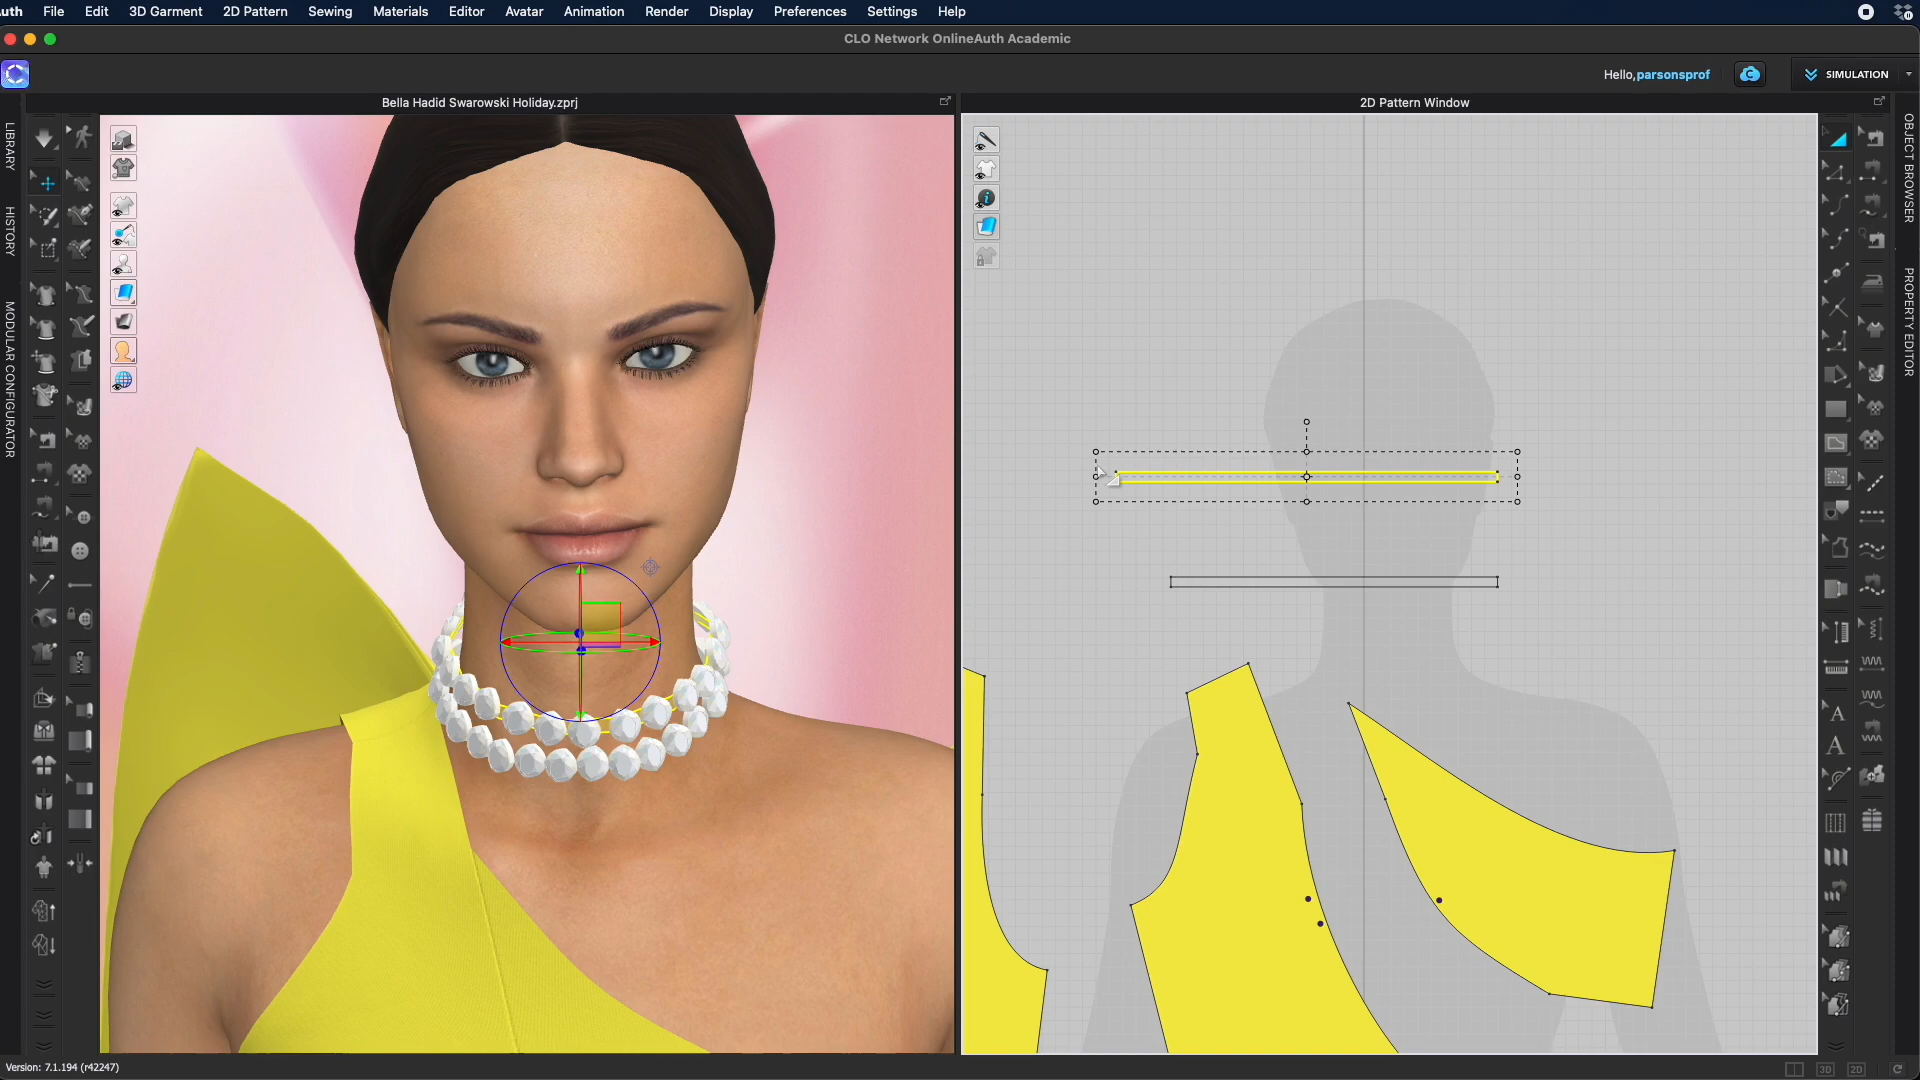 uth File Edit 3D Garment 2D Pattern Sewing Materials Editor Avatar Animation Render Display Preferences Settings Help
CLO Network OnlineAuth Academic
Hello,parsonsprof
SIMULATION
Bella Hadid Swarowski Holiday.zprj
2D Pattern Window
LIBRARY
HISTORY
MODULAR CONFIGURATOR
OBJECT BROWSER
PROPERTY EDITOR
A
A
Version: 7.1.194 (r42247)
3D
2D